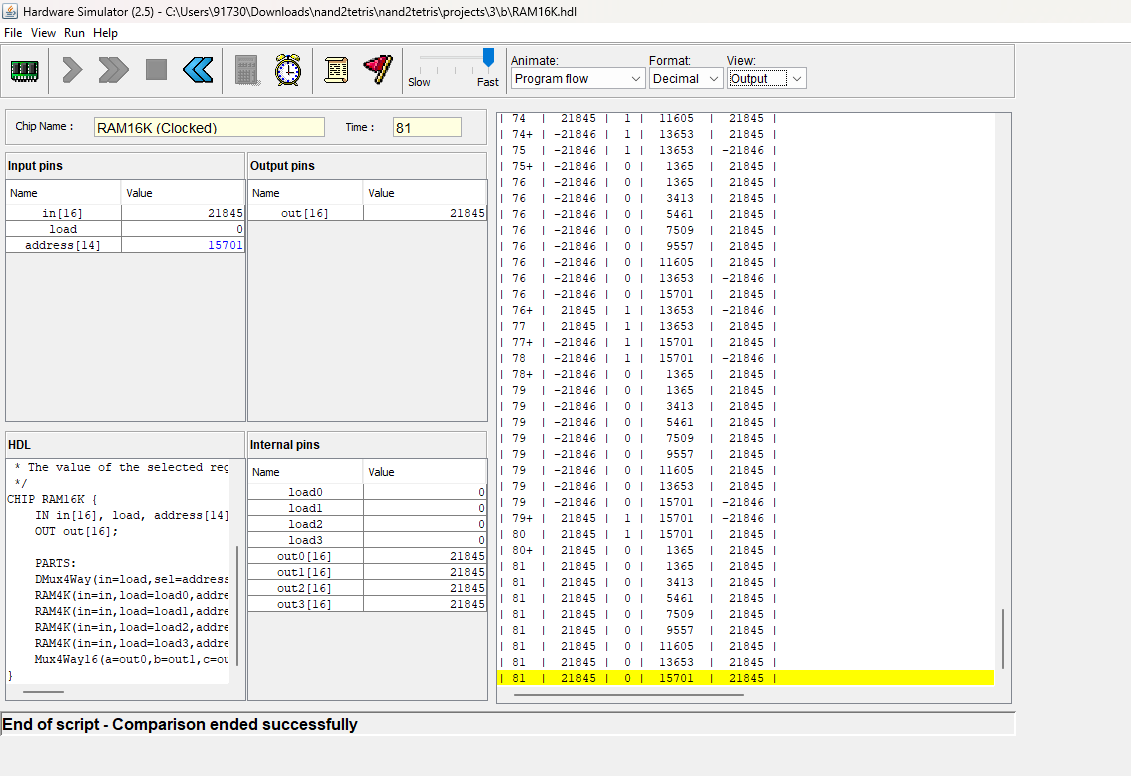 Hardware Simulator (2.5) - C:\Users\91730\Downloads\nand2tetris\nand2tetris\projects\3\b\RAM16K.hdl
File View Run Help
Slow Fast
Animate: Format: View:
Program flow Decimal Output
Chip Name : RAM16K (Clocked) Time : 81
Input pins
Name Value
in[16] 21845
load 0
address[14] 15701
Output pins
Name Value
out[16] 21845
HDL
* The value of the selected reg
*/
CHIP RAM16K {
IN in[16], load, address[14]
OUT out[16];
PARTS:
DMux4Way(in=load,sel=address
RAM4K(in=in,load=load0,addre
RAM4K(in=in,load=load1,addre
RAM4K(in=in,load=load2,addre
RAM4K(in=in,load=load3,addre
Mux4Way16(a=out0,b=out1,c=ou
}
Internal pins
Name Value
load0 0
load1 0
load2 0
load3 0
out0[16] 21845
out1[16] 21845
out2[16] 21845
out3[16] 21845
| 74 | 21845 | 1 | 11605 | 21845 |
| 74+ | -21846 | 1 | 13653 | 21845 |
| 75 | -21846 | 1 | 13653 | -21846 |
| 75+ | -21846 | 0 | 1365 | 21845 |
| 76 | -21846 | 0 | 1365 | 21845 |
| 76 | -21846 | 0 | 3413 | 21845 |
| 76 | -21846 | 0 | 5461 | 21845 |
| 76 | -21846 | 0 | 7509 | 21845 |
| 76 | -21846 | 0 | 9557 | 21845 |
| 76 | -21846 | 0 | 11605 | 21845 |
| 76 | -21846 | 0 | 13653 | -21846 |
| 76 | -21846 | 0 | 15701 | 21845 |
| 76+ | 21845 | 1 | 13653 | -21846 |
| 77 | 21845 | 1 | 13653 | 21845 |
| 77+ | -21846 | 1 | 15701 | 21845 |
| 78 | -21846 | 1 | 15701 | -21846 |
| 78+ | -21846 | 0 | 1365 | 21845 |
| 79 | -21846 | 0 | 1365 | 21845 |
| 79 | -21846 | 0 | 3413 | 21845 |
| 79 | -21846 | 0 | 5461 | 21845 |
| 79 | -21846 | 0 | 7509 | 21845 |
| 79 | -21846 | 0 | 9557 | 21845 |
| 79 | -21846 | 0 | 11605 | 21845 |
| 79 | -21846 | 0 | 13653 | 21845 |
| 79 | -21846 | 0 | 15701 | -21846 |
| 79+ | 21845 | 1 | 15701 | -21846 |
| 80 | 21845 | 1 | 15701 | 21845 |
| 80+ | 21845 | 0 | 1365 | 21845 |
| 81 | 21845 | 0 | 1365 | 21845 |
| 81 | 21845 | 0 | 3413 | 21845 |
| 81 | 21845 | 0 | 5461 | 21845 |
| 81 | 21845 | 0 | 7509 | 21845 |
| 81 | 21845 | 0 | 9557 | 21845 |
| 81 | 21845 | 0 | 11605 | 21845 |
| 81 | 21845 | 0 | 13653 | 21845 |
| 81 | 21845 | 0 | 15701 | 21845 |
End of script - Comparison ended successfully